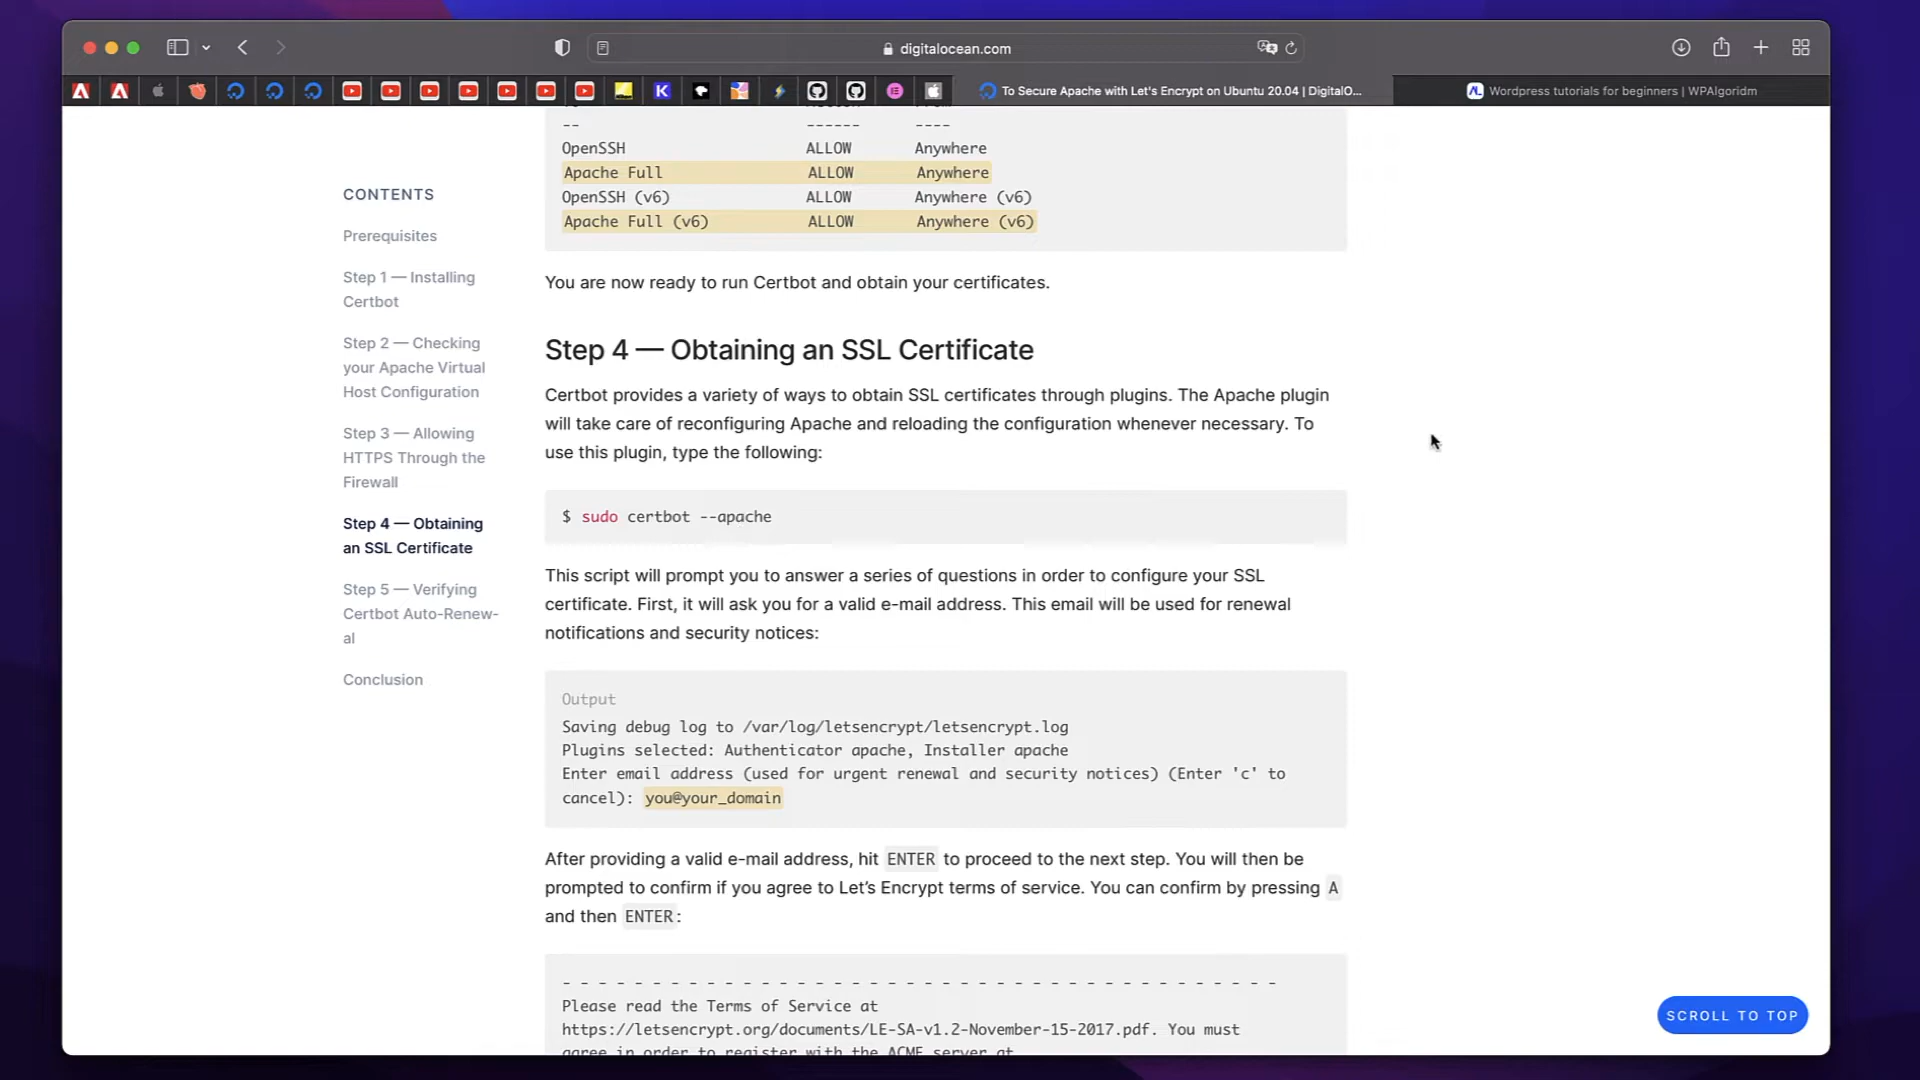 digitalocean.com
To Secure Apache with Let's Encrypt on Ubuntu 20.04 | DigitalO...
Wordpress tutorials for beginners | WPAlgoridm
CONTENTS
Prerequisites
Step 1 — Installing
Certbot
Step 2 — Checking
your Apache Virtual
Host Configuration
Step 3 — Allowing
HTTPS Through the
Firewall
Step 4 — Obtaining
an SSL Certificate
Step 5 — Verifying
Certbot Auto-Renew-
al
Conclusion
-- ------ ----
OpenSSH ALLOW Anywhere
Apache Full ALLOW Anywhere
OpenSSH (v6) ALLOW Anywhere (v6)
Apache Full (v6) ALLOW Anywhere (v6)
You are now ready to run Certbot and obtain your certificates.
Step 4 — Obtaining an SSL Certificate
Certbot provides a variety of ways to obtain SSL certificates through plugins. The Apache plugin
will take care of reconfiguring Apache and reloading the configuration whenever necessary. To
use this plugin, type the following:
$ sudo certbot --apache
This script will prompt you to answer a series of questions in order to configure your SSL
certificate. First, it will ask you for a valid e-mail address. This email will be used for renewal
notifications and security notices:
Output
Saving debug log to /var/log/letsencrypt/letsencrypt.log
Plugins selected: Authenticator apache, Installer apache
Enter email address (used for urgent renewal and security notices) (Enter 'c' to
cancel): you@your_domain
After providing a valid e-mail address, hit ENTER to proceed to the next step. You will then be
prompted to confirm if you agree to Let's Encrypt terms of service. You can confirm by pressing A
and then ENTER:
- - - - - - - - - - - - - - - - - - - - - - - - - - - - - - - - - - - - - - - -
Please read the Terms of Service at
https://letsencrypt.org/documents/LE-SA-v1.2-November-15-2017.pdf. You must
agree in order to register with the ACME server at
SCROLL TO TOP